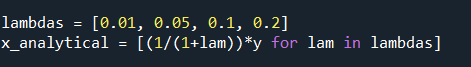 lambdas = [0.01, 0.05, 0.1, 0.2]
x_analytical = [(1/(1+lam))*y for lam in lambdas]